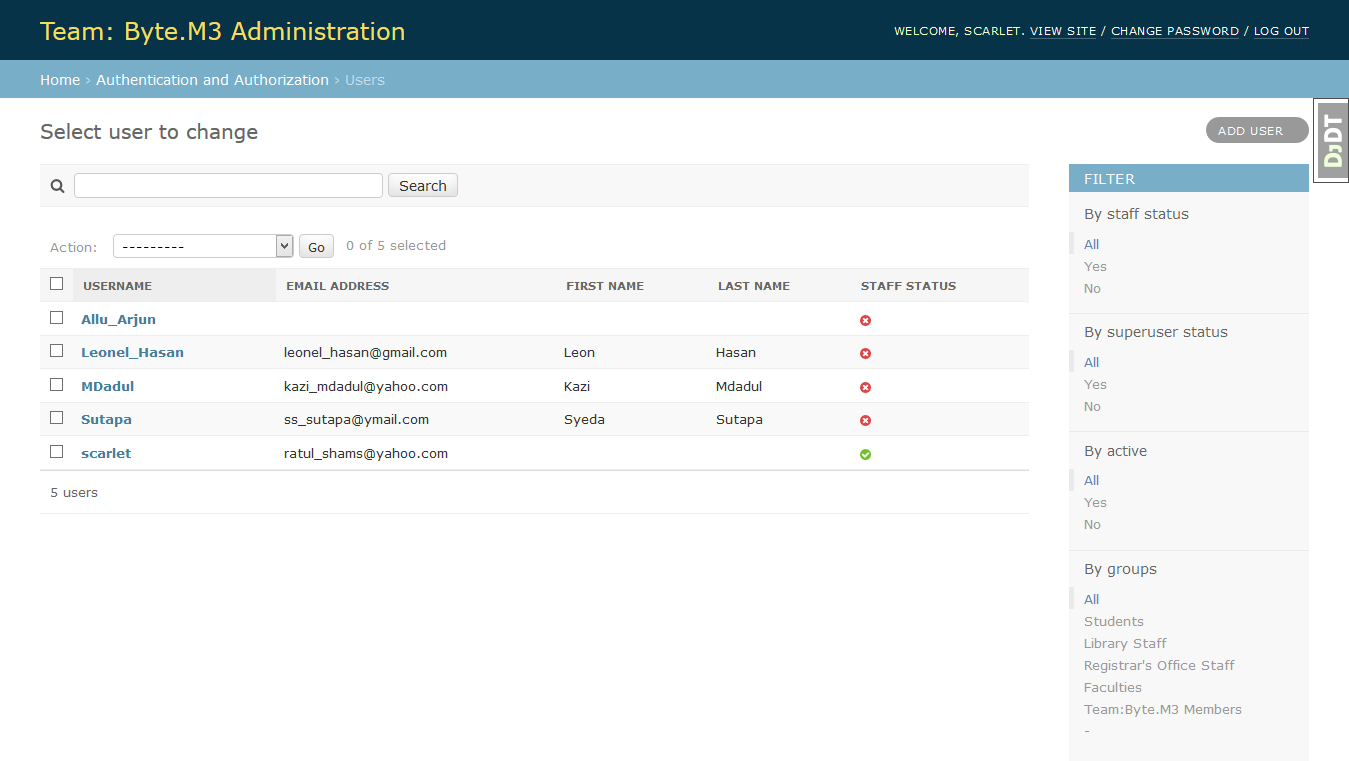 Team: Byte.M3 Administration
WELCOME, SCARLET. VIEW SITE / CHANGE PASSWORD / LOG OUT
Home › Authentication and Authorization › Users
Select user to change
ADD USER
DJDT
Search
FILTER
Action: --------- Go 0 of 5 selected
USERNAME EMAIL ADDRESS FIRST NAME LAST NAME STAFF STATUS
Allu_Arjun
Leonel_Hasan leonel_hasan@gmail.com Leon Hasan
MDadul kazi_mdadul@yahoo.com Kazi Mdadul
Sutapa ss_sutapa@ymail.com Syeda Sutapa
scarlet ratul_shams@yahoo.com
5 users
By staff status
All
Yes
No
By superuser status
All
Yes
No
By active
All
Yes
No
By groups
All
Students
Library Staff
Registrar's Office Staff
Faculties
Team:Byte.M3 Members
-